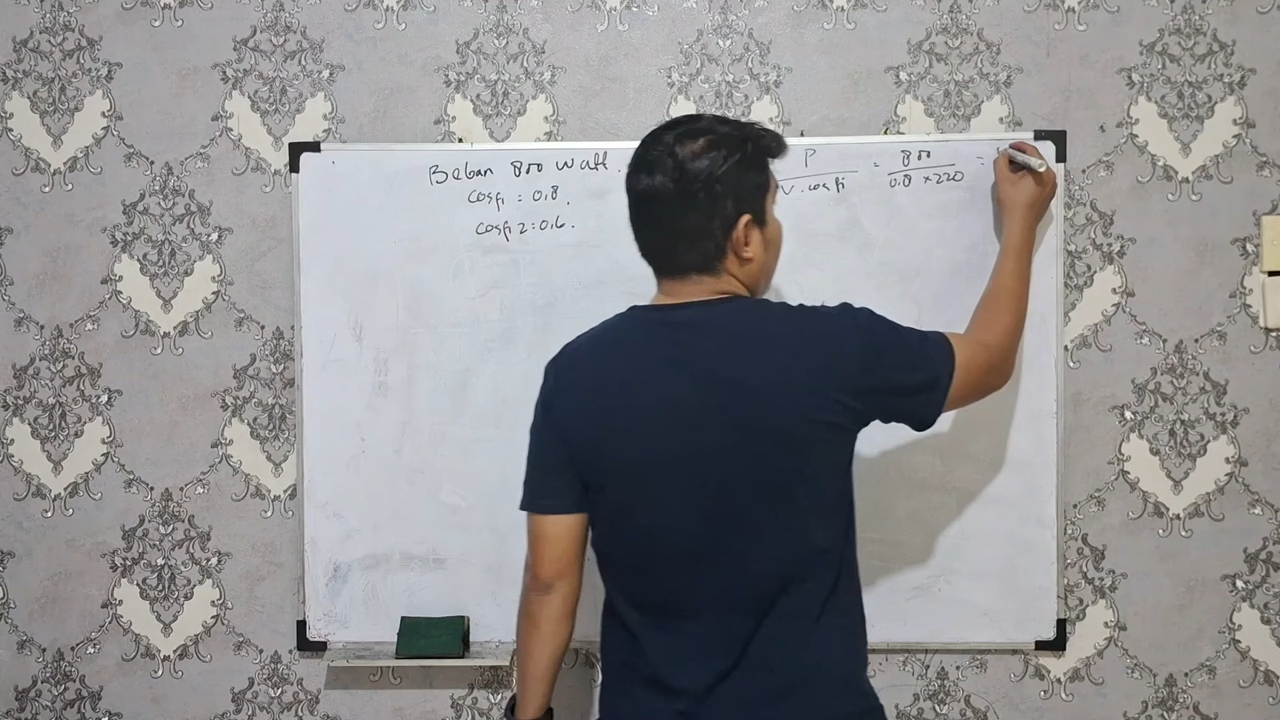 Beban 800 Watt.
cosfi = 0.8.
cosfi 2 = 0.6.
P / V . cosfi = 800 / 0.8 x 220 =